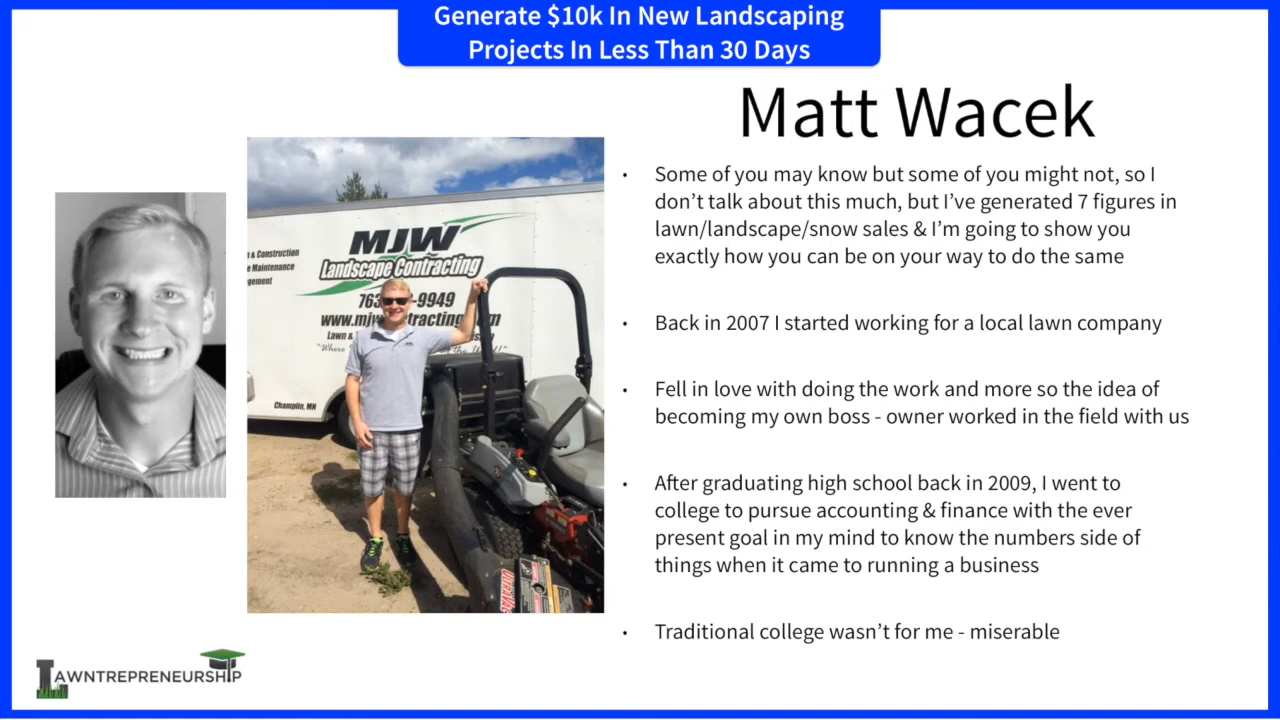 Generate $10k In New Landscaping
Projects In Less Than 30 Days
Matt Wacek
• Some of you may know but some of you might not, so I
don't talk about this much, but I've generated 7 figures in
lawn/landscape/snow sales & I'm going to show you
exactly how you can be on your way to do the same
• Back in 2007 I started working for a local lawn company
• Fell in love with doing the work and more so the idea of
becoming my own boss - owner worked in the field with us
• After graduating high school back in 2009, I went to
college to pursue accounting & finance with the ever
present goal in my mind to know the numbers side of
things when it came to running a business
• Traditional college wasn't for me - miserable
MJW
Landscape Contracting
& Construction
Maintenance
763 -9949
www.mjw tracting
Lawn &
"Where
Champlin, MN
LAWNTREPRENEURSHIP